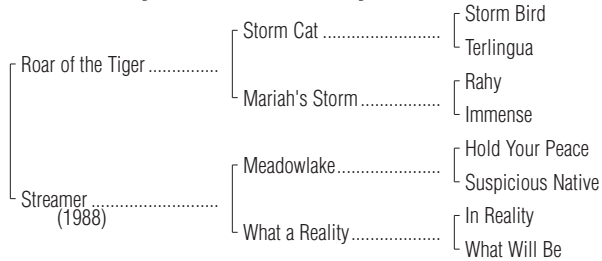 Storm Bird
Storm Cat ............................
Terlingua
Roar of the Tiger ................
Rahy
Mariah's Storm ...................
Immense
Hold Your Peace
Meadowlake .........................
Suspicious Native
Streamer .............................
(1988)
In Reality
What a Reality .....................
What Will Be